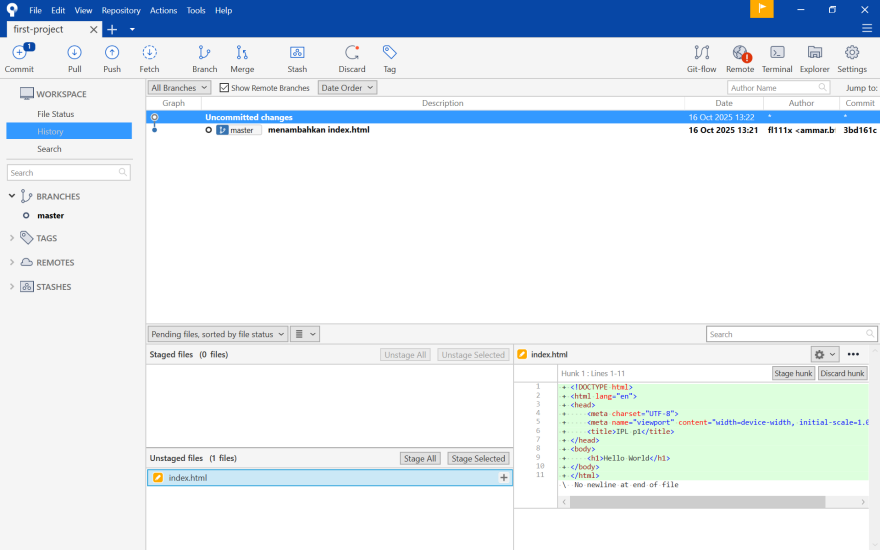 File Edit View Repository Actions Tools Help
first-project
1
Commit Pull Push Fetch Branch Merge Stash Discard Tag Git-flow Remote Terminal Explorer Settings
WORKSPACE
File Status
History
Search
Search
BRANCHES
master
TAGS
REMOTES
STASHES
All Branches Show Remote Branches Date Order Author Name Jump to:
Graph Description Date Author Commit
Uncommitted changes 16 Oct 2025 13:22 * *
master menambahkan index.html 16 Oct 2025 13:21 fl111x <ammar.b 3bd161c
Pending files, sorted by file status Search
Staged files (0 files) Unstage All Unstage Selected
Unstaged files (1 files) Stage All Stage Selected
index.html
index.html
Hunk 1 : Lines 1-11 Stage hunk Discard hunk
1 + <!DOCTYPE html>
2 + <html lang="en">
3 + <head>
4 + <meta charset="UTF-8">
5 + <meta name="viewport" content="width=device-width, initial-scale=1.0
6 + <title>IPL p1</title>
7 + </head>
8 + <body>
9 + <h1>Hello World</h1>
10 + </body>
11 + </html>
\ No newline at end of file